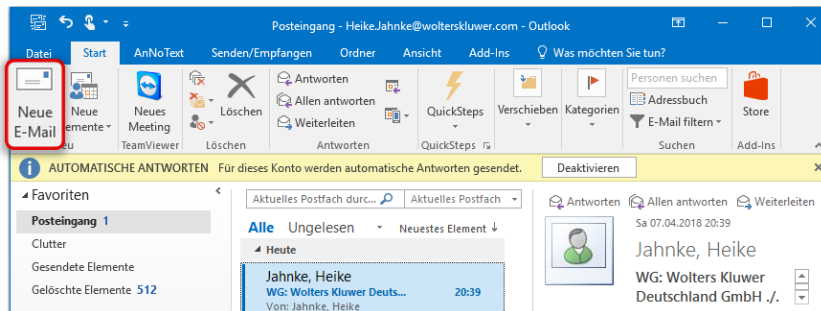 Posteingang - Heike.Jahnke@wolterskluwer.com - Outlook
Datei Start AnNoText Senden/Empfangen Ordner Ansicht Add-Ins Was möchten Sie tun?
Neue E-Mail
Neue
emente
Neues Meeting
Löschen
Antworten
Allen antworten
Weiterleiten
QuickSteps
Verschieben
Kategorien
Personen suchen
Adressbuch
E-Mail filtern
Store
eu TeamViewer Löschen Antworten QuickSteps Suchen Add-Ins
AUTOMATISCHE ANTWORTEN Für dieses Konto werden automatische Antworten gesendet. Deaktivieren
Favoriten
Posteingang 1
Clutter
Gesendete Elemente
Gelöschte Elemente 512
Aktuelles Postfach durc... Aktuelles Postfach
Alle Ungelesen Neuestes Element
Heute
Jahnke, Heike
WG: Wolters Kluwer Deuts... 20:39
Von: Jahnke, Heike
Antworten Allen antworten Weiterleiten
Sa 07.04.2018 20:39
Jahnke, Heike
WG: Wolters Kluwer
Deutschland GmbH ./.